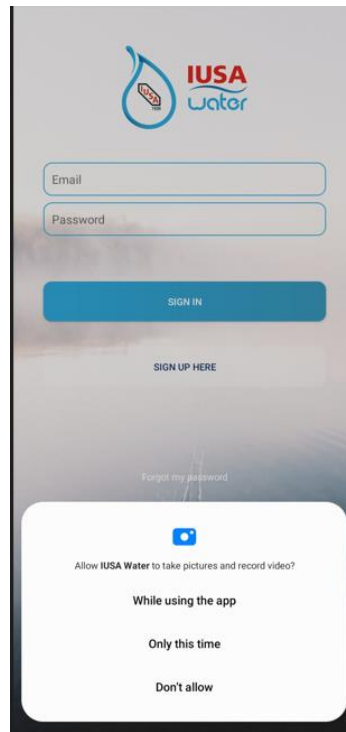 IUSA
water
IUSA
Email
Password
SIGN IN
SIGN UP HERE
Forgot my password
Allow IUSA Water to take pictures and record video?
While using the app
Only this time
Don't allow